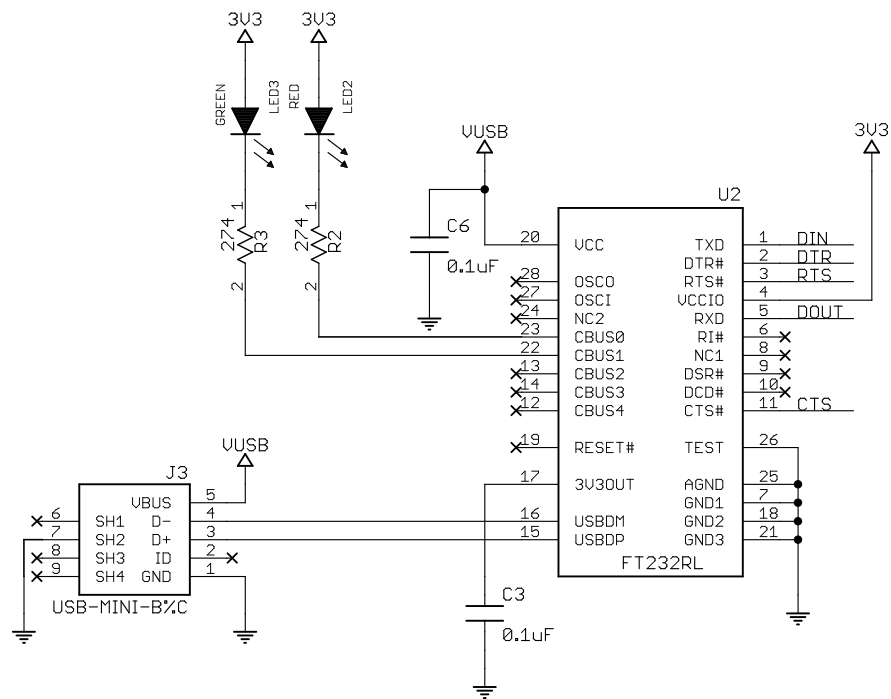 3V3
3V3
GREEN
LED3
RED
LED2
VUSB
3V3
U2
1
274
R3
2
1
274
R2
2
C6
0.1uF
20 VCC TXD 1 DIN
DTR# 2 DTR
28 OSCO RTS# 3 RTS
27 OSCI VCCIO 4
24 NC2 RXD 5 DOUT
23 CBUS0 RI# 6
22 CBUS1 NC1 8
13 CBUS2 DSR# 9
14 CBUS3 DCD# 10
12 CBUS4 CTS# 11 CTS
19 RESET# TEST 26
17 3V3OUT AGND 25
GND1 7
16 USBDM GND2 18
15 USBDP GND3 21
FT232RL
VUSB
J3
VBUS 5
6 SH1 D- 4
7 SH2 D+ 3
8 SH3 ID 2
9 SH4 GND 1
USB-MINI-B%C
C3
0.1uF